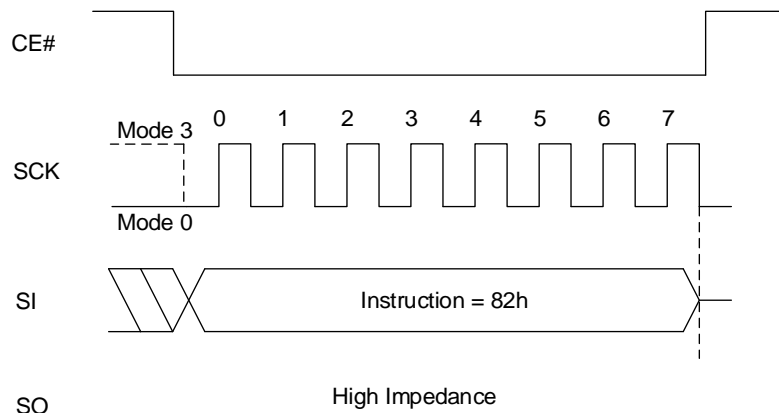 CE#
0 1 2 3 4 5 6 7
Mode 3
SCK
Mode 0
SI
Instruction = 82h
High Impedance
SO